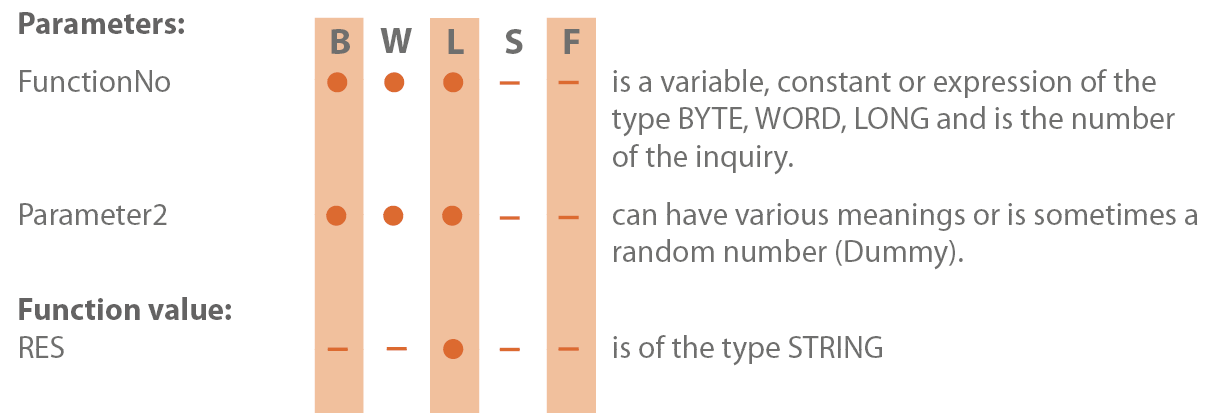 Parameters:
B W L S F
FunctionNo ● ● ● – – is a variable, constant or expression of the
type BYTE, WORD, LONG and is the number
of the inquiry.
Parameter2 ● ● ● – – can have various meanings or is sometimes a
random number (Dummy).
Function value:
RES – – ● – – is of the type STRING